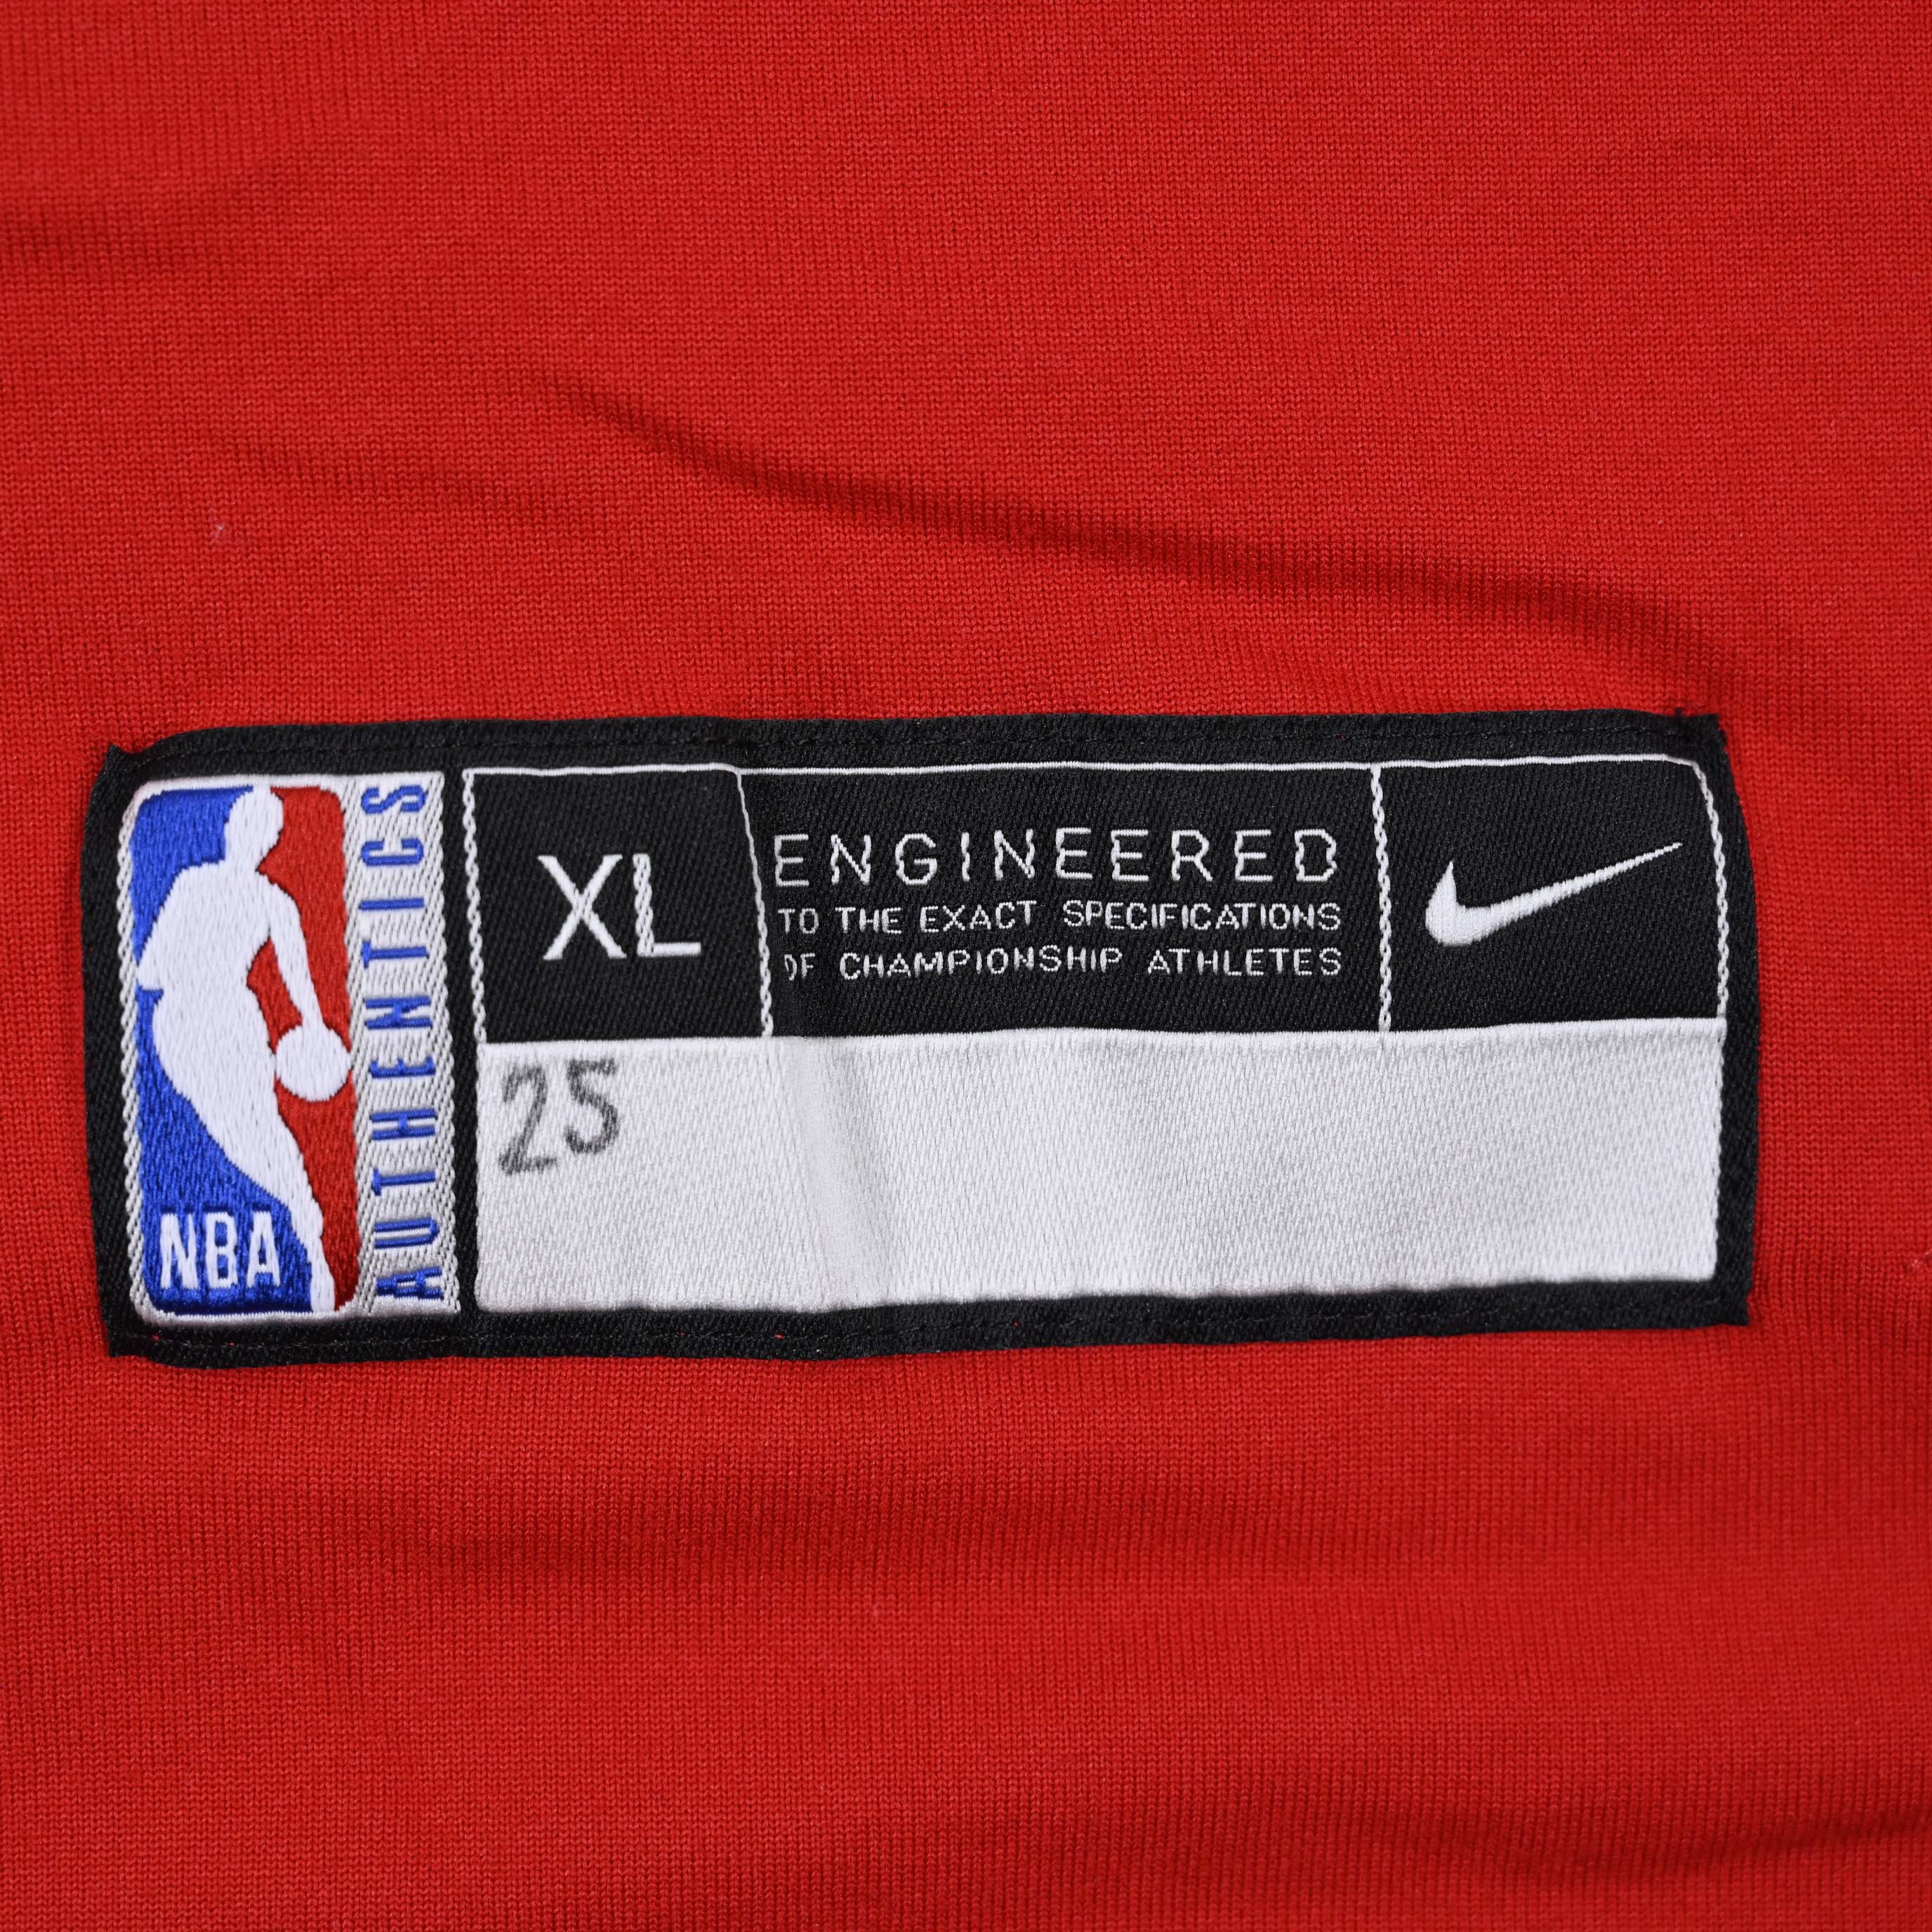 NBA
AUTHENTICS
XL
ENGINEERED
TO THE EXACT SPECIFICATIONS
OF CHAMPIONSHIP ATHLETES
25